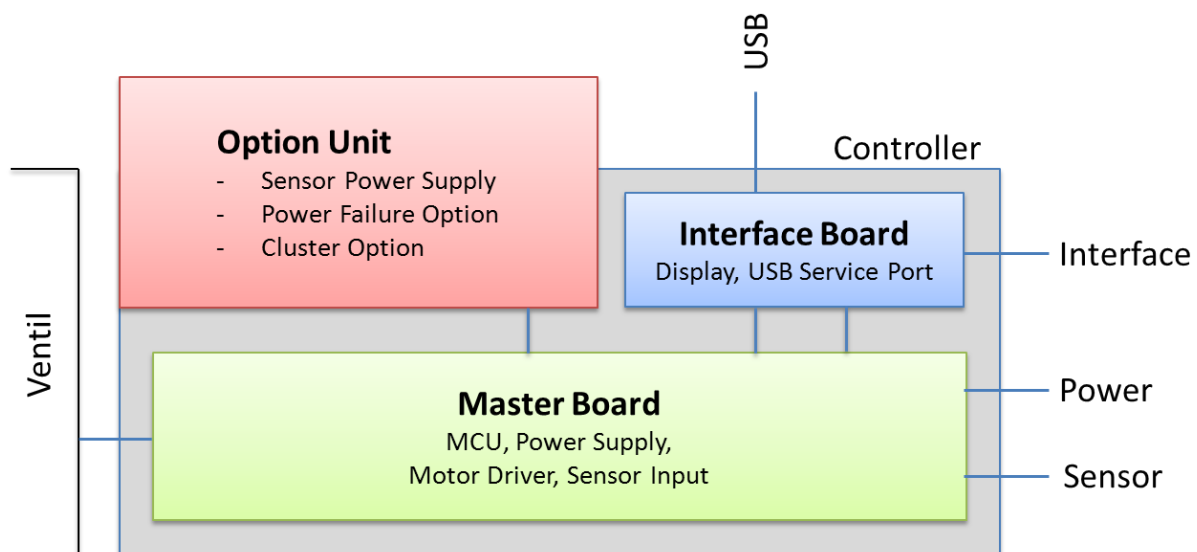 USB
Option Unit
- Sensor Power Supply
- Power Failure Option
- Cluster Option
Controller
Interface Board
Display, USB Service Port
Interface
Ventil
Master Board
MCU, Power Supply,
Motor Driver, Sensor Input
Power
Sensor